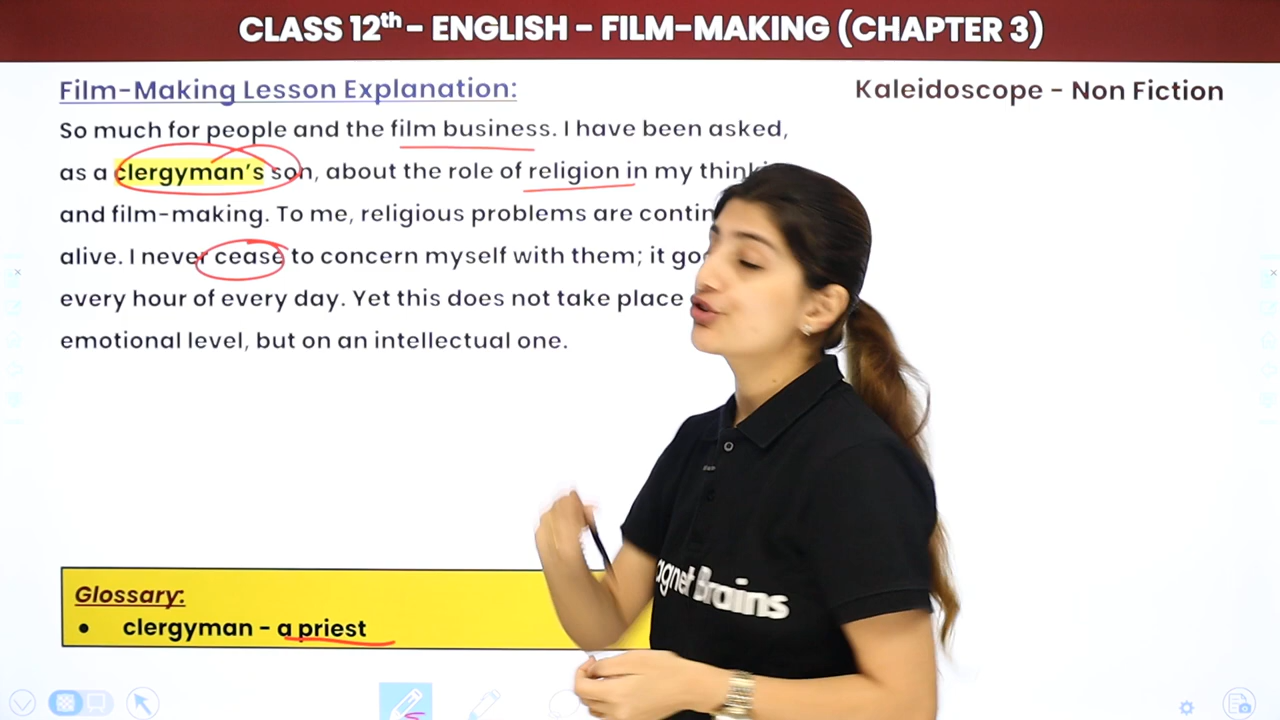 CLASS 12th - ENGLISH - FILM-MAKING (CHAPTER 3)
Film-Making Lesson Explanation:
Kaleidoscope - Non Fiction
So much for people and the film business. I have been asked,
as a clergyman's son, about the role of religion in my
and film-making. To me, religious problems are
alive. I never cease to concern myself with them; it
every hour of every day. Yet this does not take place
emotional level, but on an intellectual one.
Glossary:
• clergyman - a priest
Brains